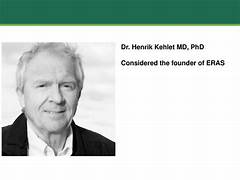 Dr. Henrik Kehlet MD, PhD
Considered the founder of ERAS